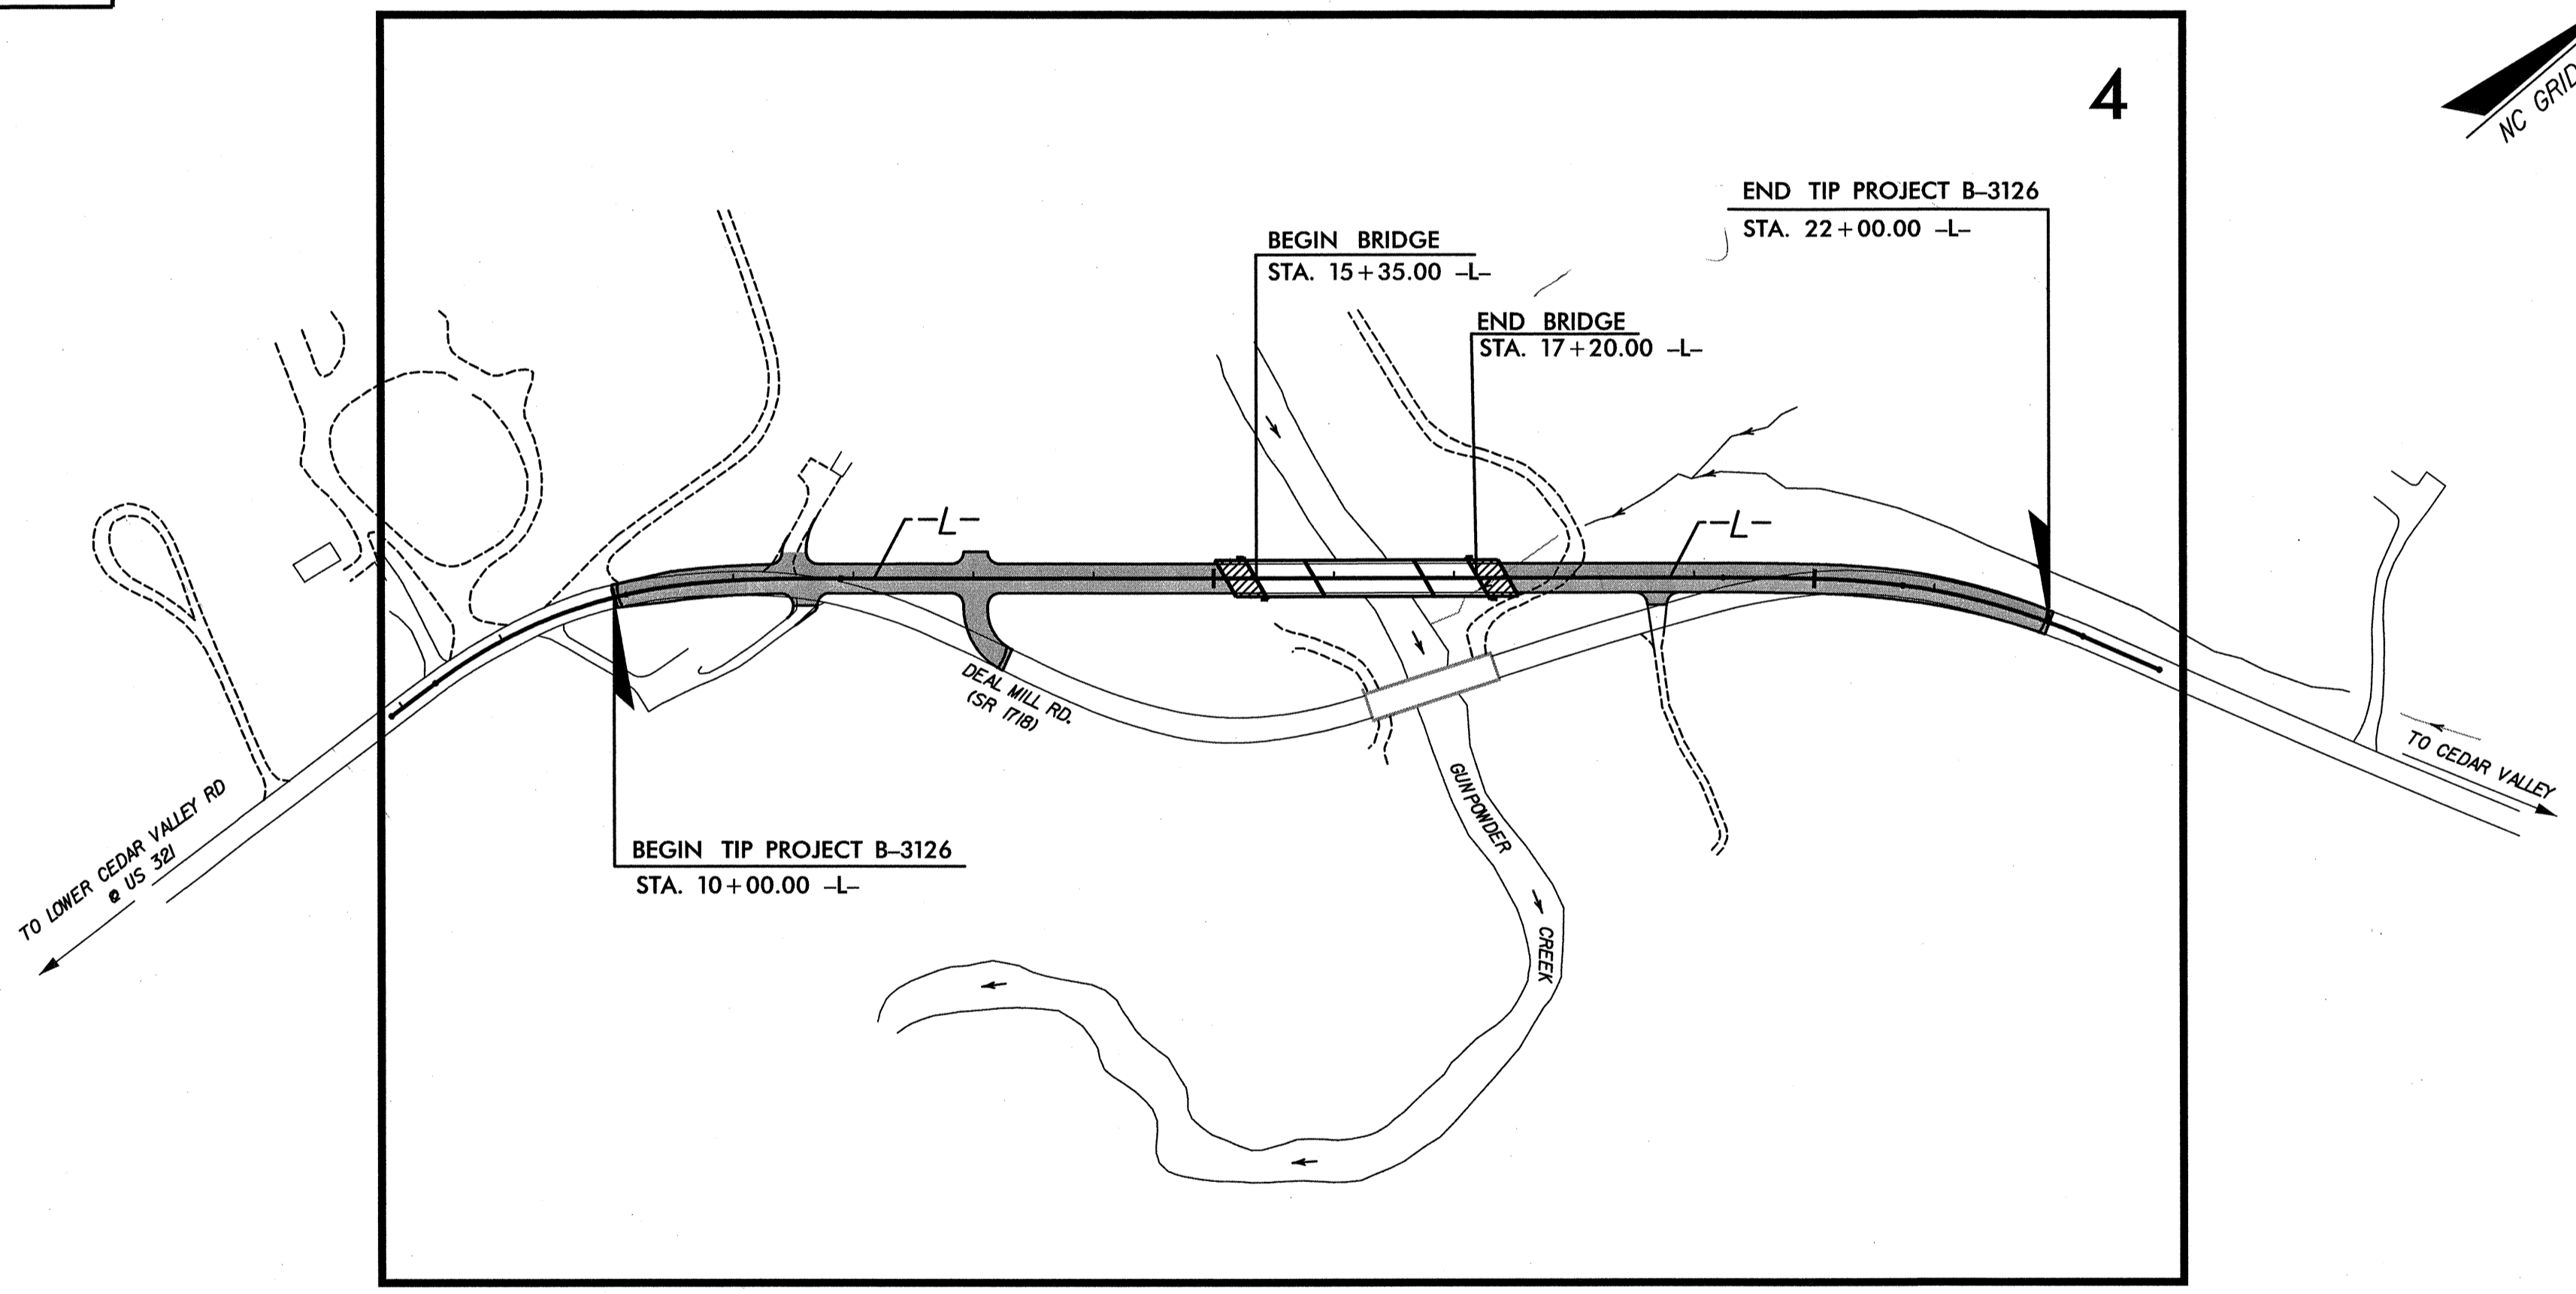 4
NC GRID
END TIP PROJECT B–3126
STA. 22+00.00 –L–
BEGIN BRIDGE
STA. 15+35.00 –L–
END BRIDGE
STA. 17+20.00 –L–
–L–
–L–
DEAL MILL RD.
(SR 1718)
TO CEDAR VALLEY
GUNPOWDER
CREEK
TO LOWER CEDAR VALLEY RD
@ US 321
BEGIN TIP PROJECT B–3126
STA. 10+00.00 –L–